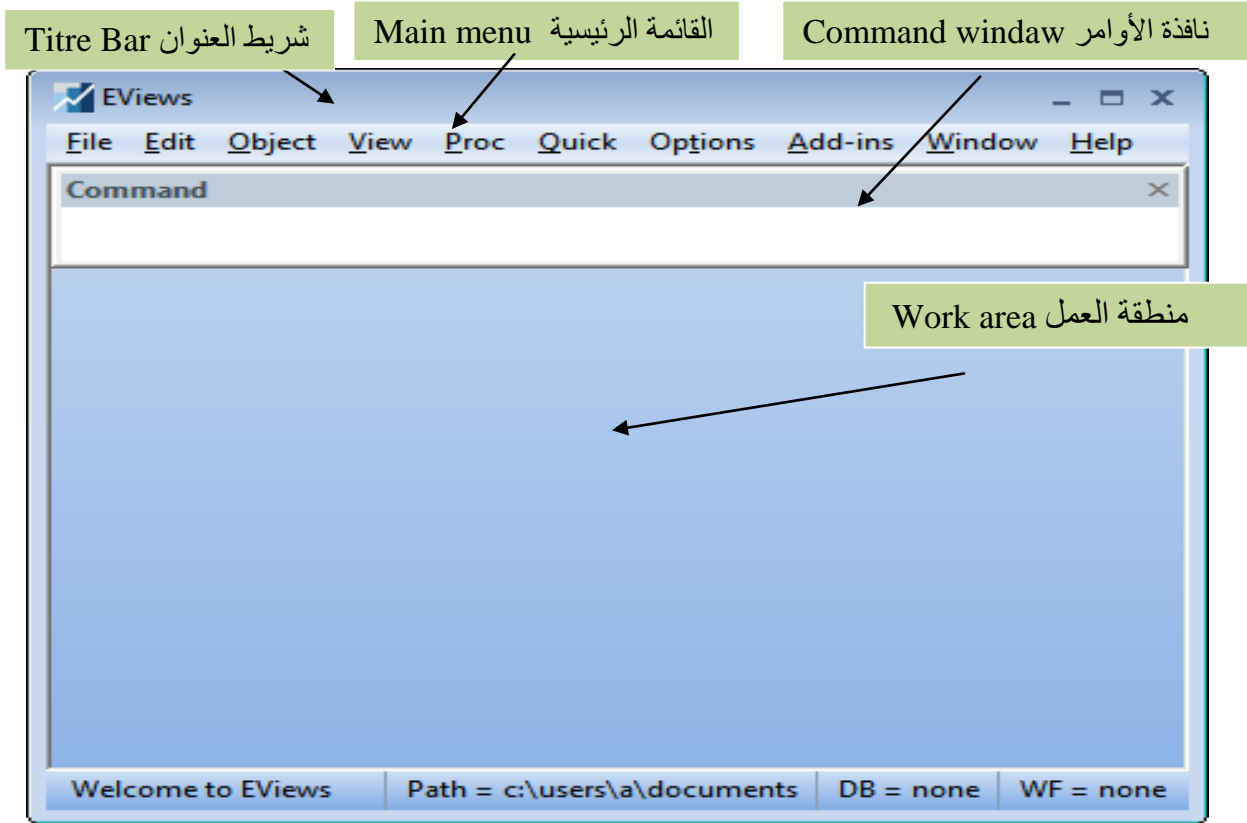 شريط العنوان Titre Bar
القائمة الرئيسية Main menu
نافذة الأوامر Command windaw
EViews
File Edit Object View Proc Quick Options Add-ins Window Help
Command
منطقة العمل Work area
Welcome to EViews Path = c:\users\a\documents DB = none WF = none